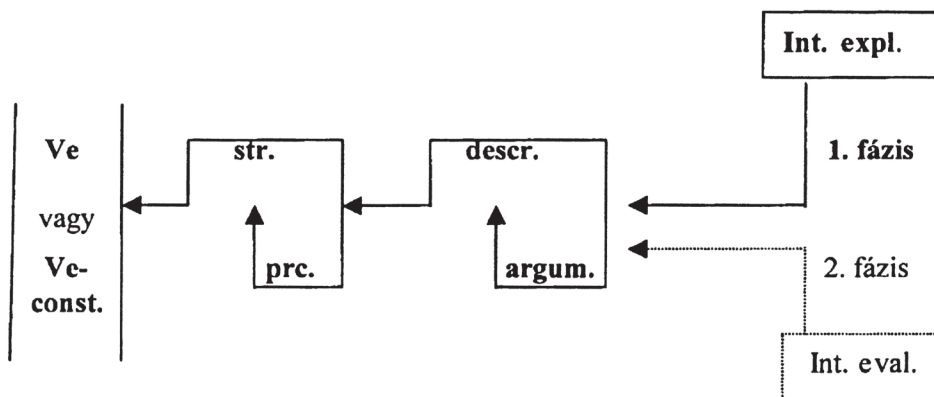 Int. expl.
Ve
str.
descr.
1. fázis
vagy
Ve-
const.
prc.
argum.
2. fázis
Int. eval.